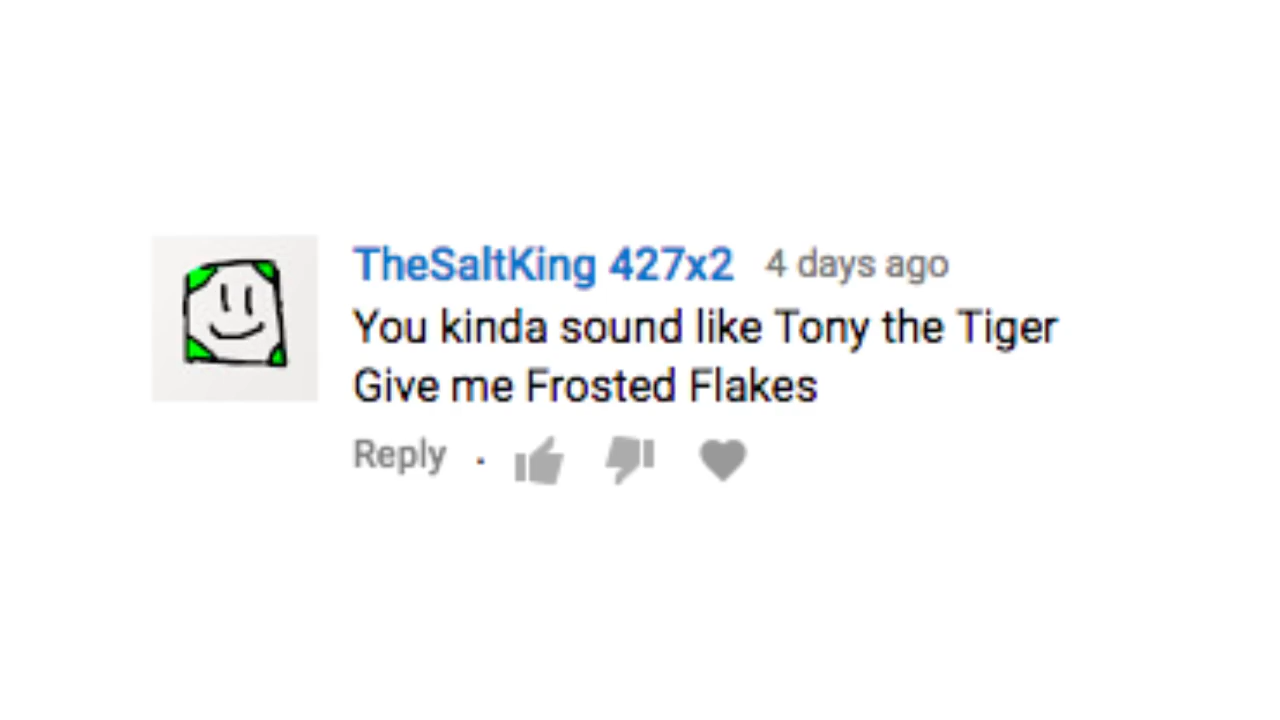 TheSaltKing 427x2 4 days ago
You kinda sound like Tony the Tiger
Give me Frosted Flakes
Reply ·